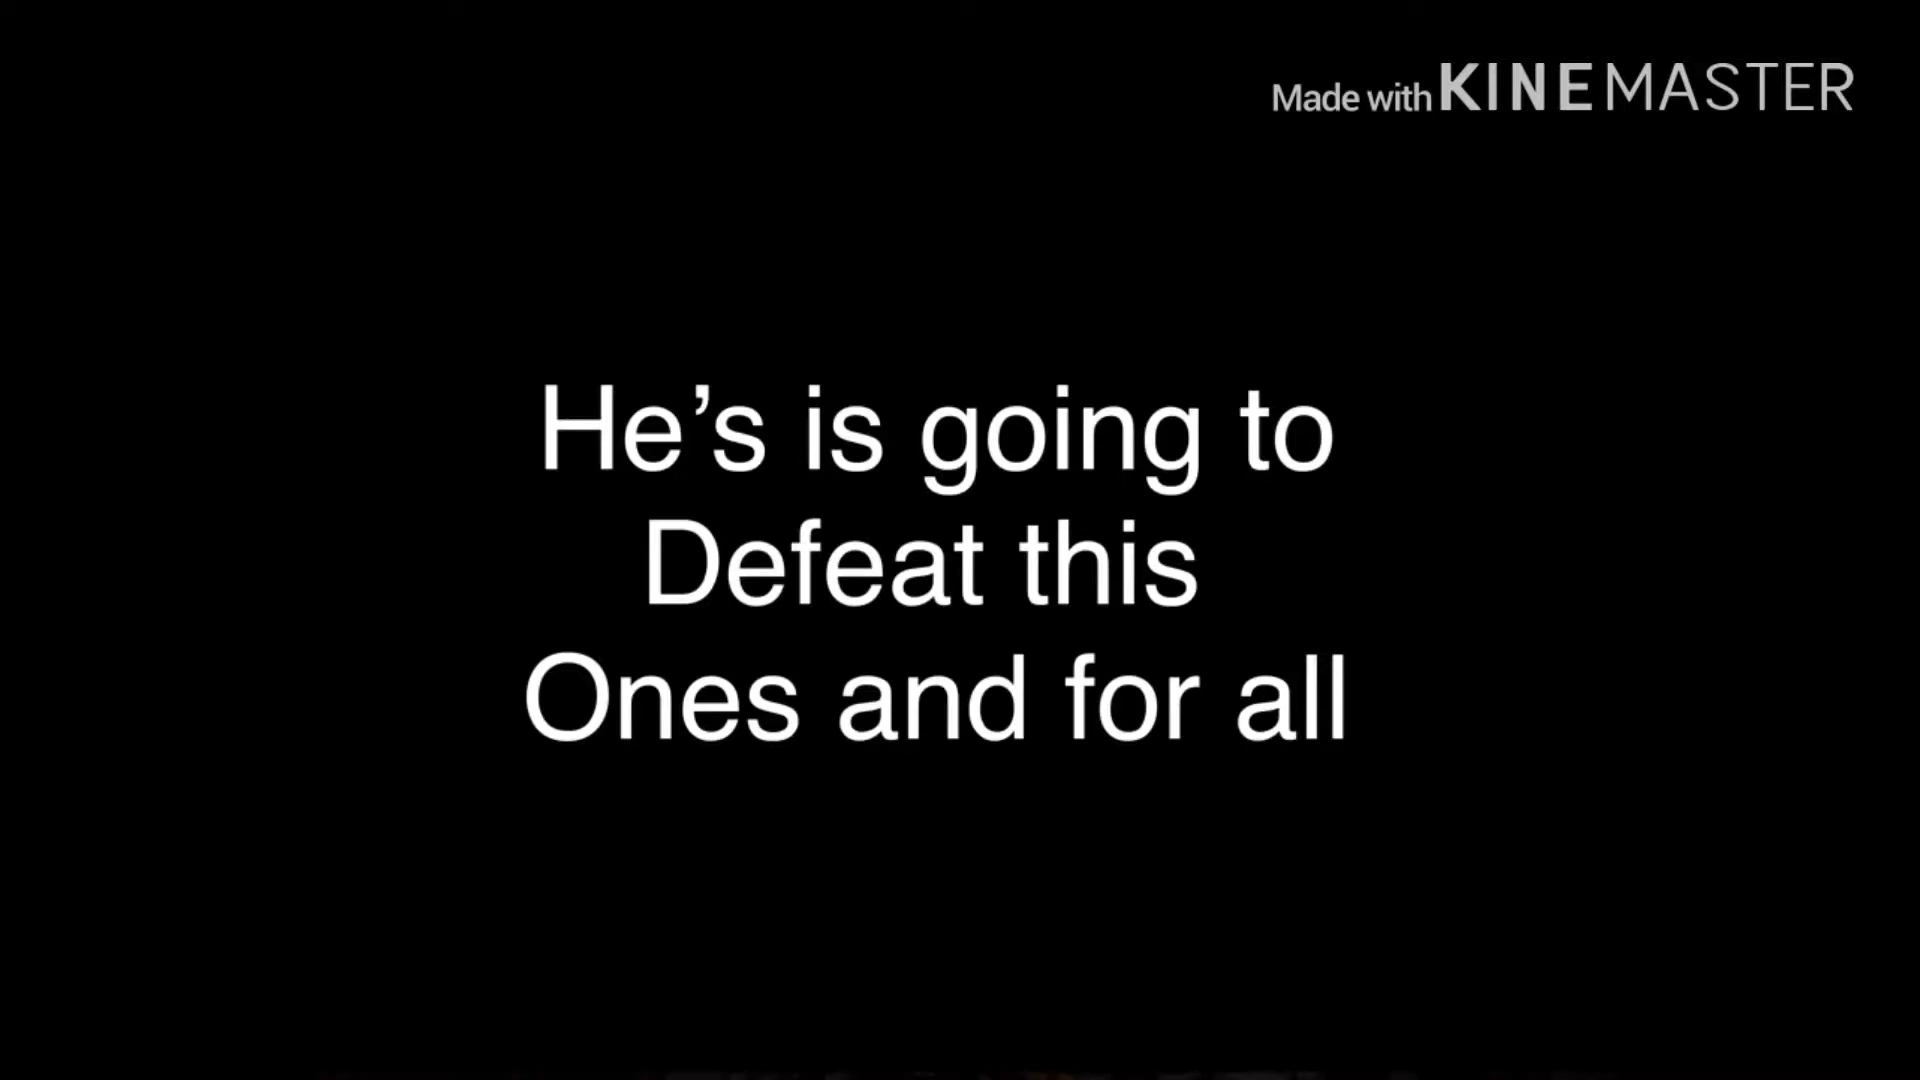 Made with KINEMASTER
He’s is going to
Defeat this
Ones and for all